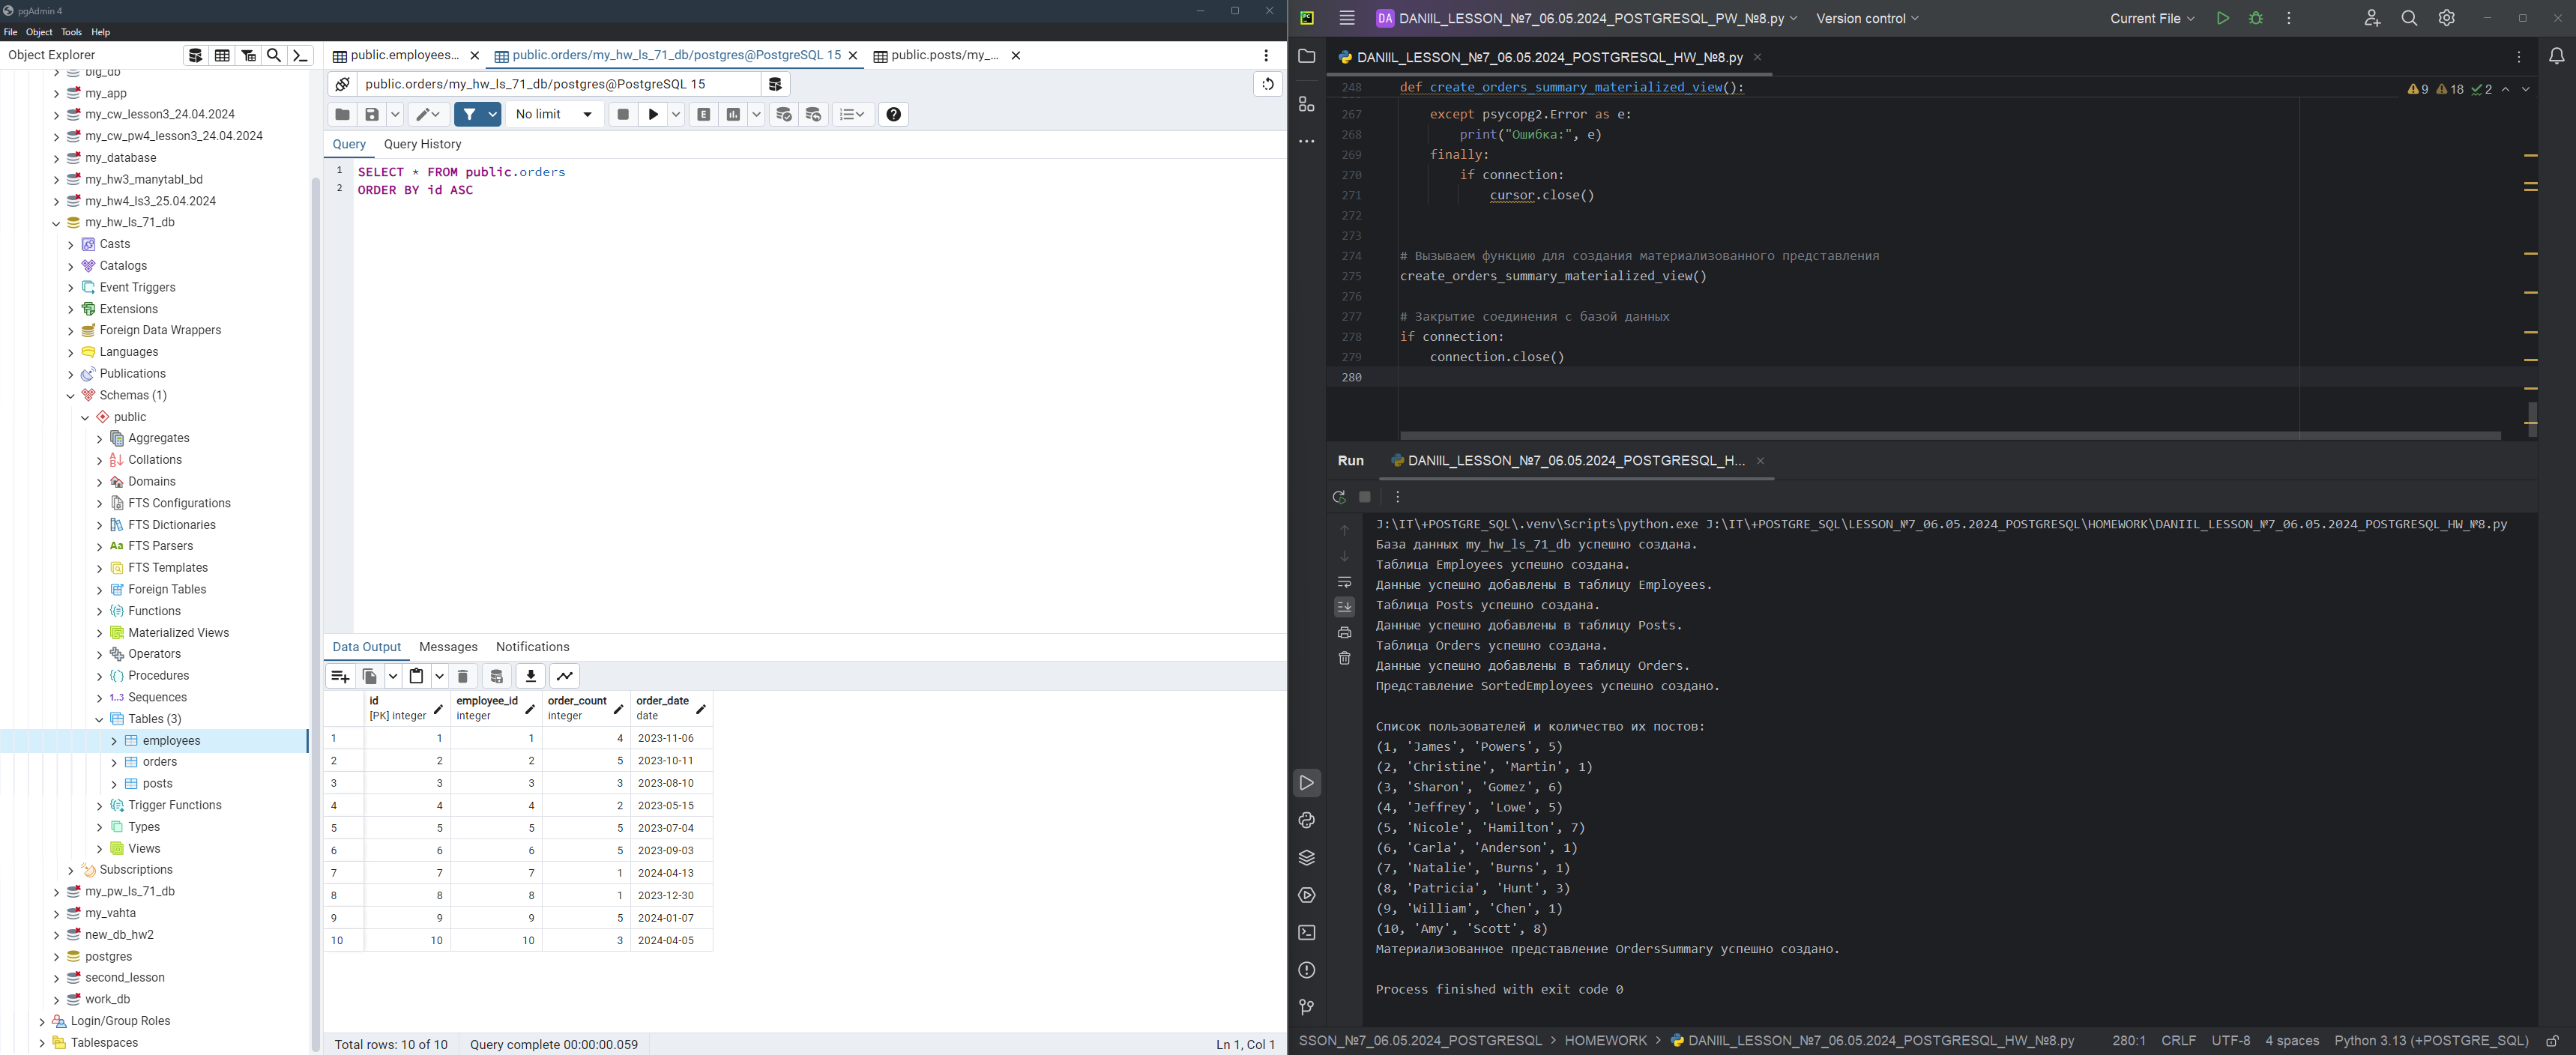 pgAdmin 4
File Object Tools Help
Object Explorer
big_db
my_app
my_cw_lesson3_24.04.2024
my_cw_pw4_lesson3_24.04.2024
my_database
my_hw3_manytabl_bd
my_hw4_ls3_25.04.2024
my_hw_ls_71_db
Casts
Catalogs
Event Triggers
Extensions
Foreign Data Wrappers
Languages
Publications
Schemas (1)
public
Aggregates
Collations
Domains
FTS Configurations
FTS Dictionaries
Aa FTS Parsers
FTS Templates
Foreign Tables
Functions
Materialized Views
Operators
Procedures
1..3 Sequences
Tables (3)
employees
orders
posts
Trigger Functions
Types
Views
Subscriptions
my_pw_ls_71_db
my_vahta
new_db_hw2
postgres
second_lesson
work_db
Login/Group Roles
Tablespaces
public.employees... public.orders/my_hw_ls_71_db/postgres@PostgreSQL 15 public.posts/my_...
public.orders/my_hw_ls_71_db/postgres@PostgreSQL 15
No limit
Query Query History
1 SELECT * FROM public.orders
2 ORDER BY id ASC
Data Output Messages Notifications
id employee_id order_count order_date
[PK] integer integer integer date
1 1 1 4 2023-11-06
2 2 2 5 2023-10-11
3 3 3 3 2023-08-10
4 4 4 2 2023-05-15
5 5 5 5 2023-07-04
6 6 6 5 2023-09-03
7 7 7 1 2024-04-13
8 8 8 1 2023-12-30
9 9 9 5 2024-01-07
10 10 10 3 2024-04-05
Total rows: 10 of 10 Query complete 00:00:00.059 Ln 1, Col 1
PC DA DANIIL_LESSON_№7_06.05.2024_POSTGRESQL_PW_№8.py Version control Current File
DANIIL_LESSON_№7_06.05.2024_POSTGRESQL_HW_№8.py
248 def create_orders_summary_materialized_view(): 9 18 2
267 except psycopg2.Error as e:
268 print("Ошибка:", e)
269 finally:
270 if connection:
271 cursor.close()
272
273
274 # Вызываем функцию для создания материализованного представления
275 create_orders_summary_materialized_view()
276
277 # Закрытие соединения с базой данных
278 if connection:
279 connection.close()
280
Run DANIIL_LESSON_№7_06.05.2024_POSTGRESQL_H...
J:\IT\+POSTGRE_SQL\.venv\Scripts\python.exe J:\IT\+POSTGRE_SQL\LESSON_№7_06.05.2024_POSTGRESQL\HOMEWORK\DANIIL_LESSON_№7_06.05.2024_POSTGRESQL_HW_№8.py
База данных my_hw_ls_71_db успешно создана.
Таблица Employees успешно создана.
Данные успешно добавлены в таблицу Employees.
Таблица Posts успешно создана.
Данные успешно добавлены в таблицу Posts.
Таблица Orders успешно создана.
Данные успешно добавлены в таблицу Orders.
Представление SortedEmployees успешно создано.
Список пользователей и количество их постов:
(1, 'James', 'Powers', 5)
(2, 'Christine', 'Martin', 1)
(3, 'Sharon', 'Gomez', 6)
(4, 'Jeffrey', 'Lowe', 5)
(5, 'Nicole', 'Hamilton', 7)
(6, 'Carla', 'Anderson', 1)
(7, 'Natalie', 'Burns', 1)
(8, 'Patricia', 'Hunt', 3)
(9, 'William', 'Chen', 1)
(10, 'Amy', 'Scott', 8)
Материализованное представление OrdersSummary успешно создано.
Process finished with exit code 0
SSON_№7_06.05.2024_POSTGRESQL HOMEWORK DANIIL_LESSON_№7_06.05.2024_POSTGRESQL_HW_№8.py 280:1 CRLF UTF-8 4 spaces Python 3.13 (+POSTGRE_SQL)